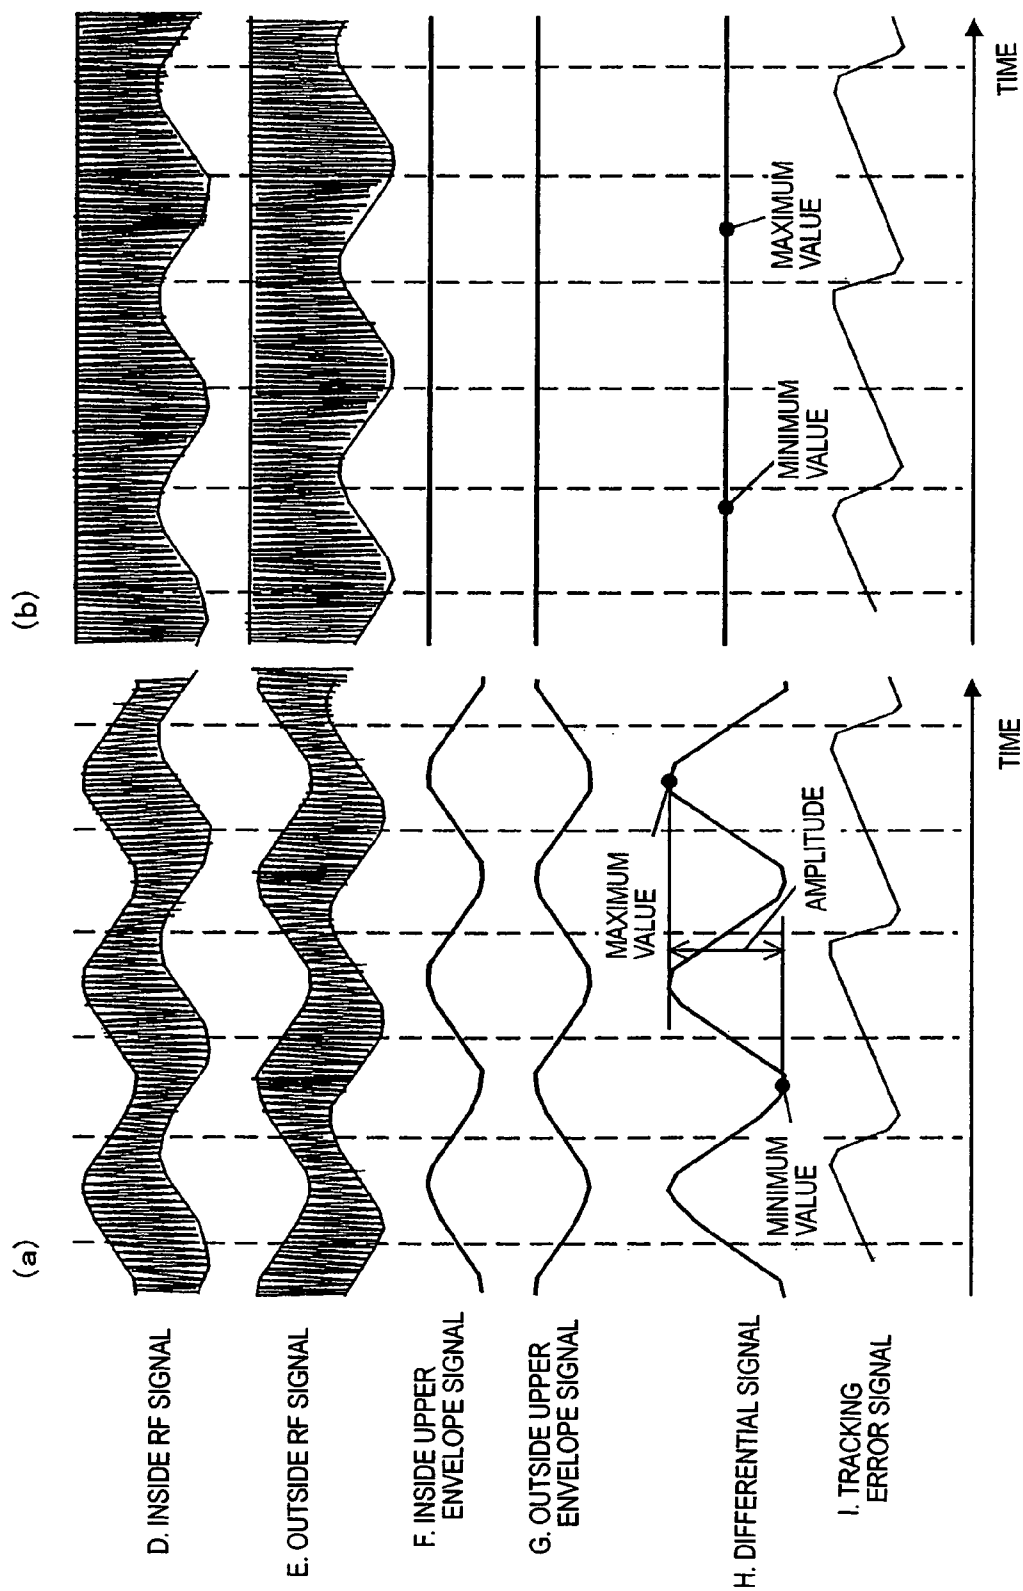 (a)
(b)
D. INSIDE RF SIGNAL
E. OUTSIDE RF SIGNAL
F. INSIDE UPPER
ENVELOPE SIGNAL
G. OUTSIDE UPPER
ENVELOPE SIGNAL
H. DIFFERENTIAL SIGNAL
MINIMUM
VALUE
MAXIMUM
VALUE
AMPLITUDE
MINIMUM
VALUE
MAXIMUM
VALUE
I. TRACKING
ERROR SIGNAL
TIME
TIME